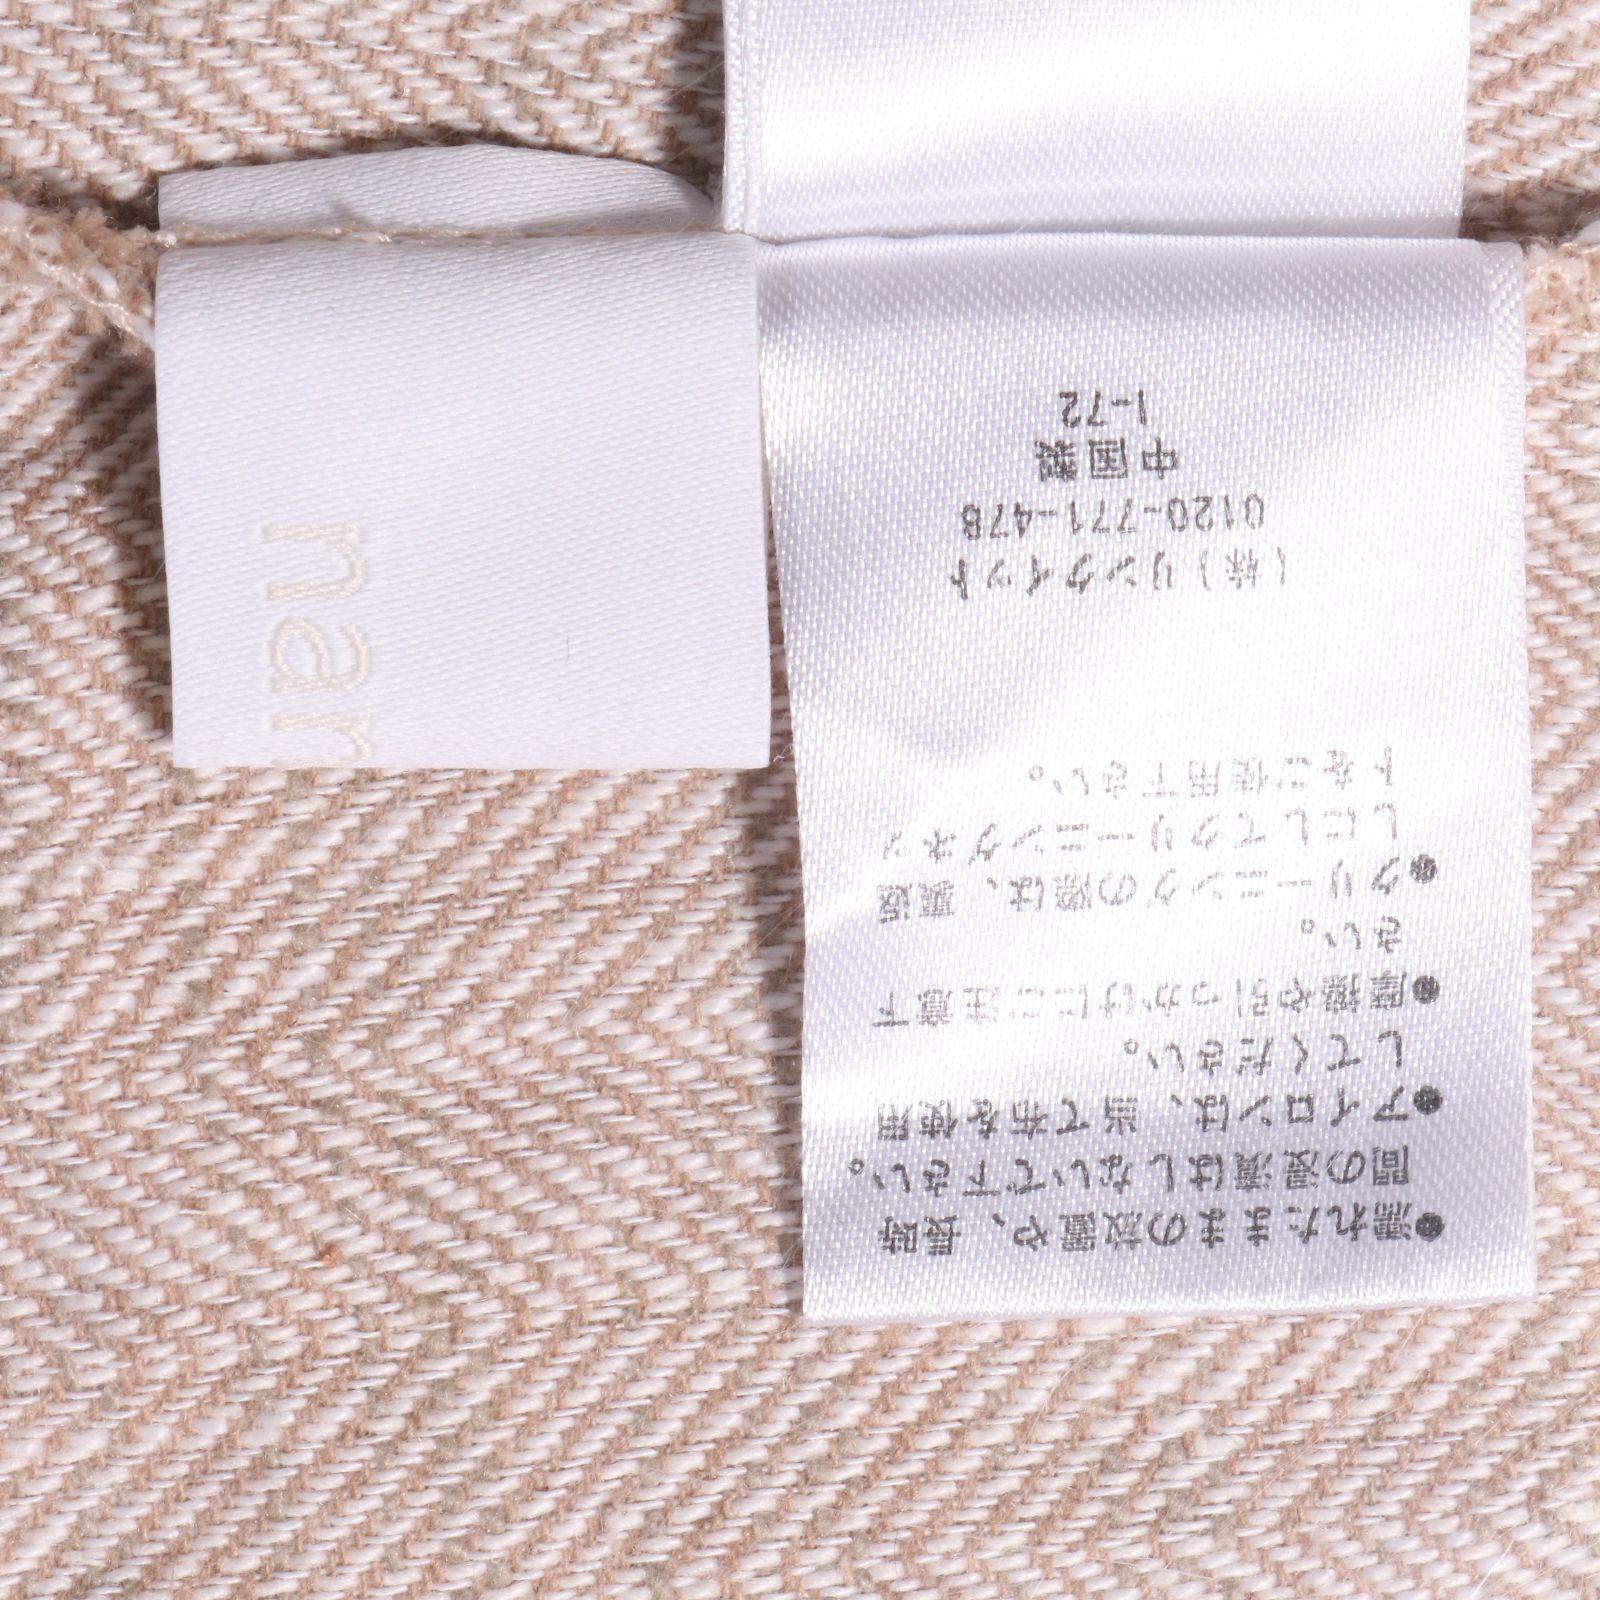 ●濡れたままの放置や、長時
間の浸漬はしないで下さい。
●アイロンは、当て布を使用
してください。
●摩擦や引っかけにご注意下
さい。
●クリーニングの際は、裏返
しにしてクリーニングネッ
トをご使用下さい。
(株)リンクイット
0120-771-478
中国製
1-72
nar